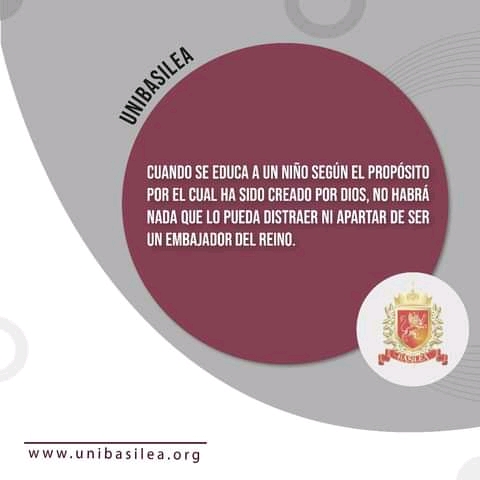 UNIBASILEA
CUANDO SE EDUCA A UN NIÑO SEGÚN EL PROPÓSITO
POR EL CUAL HA SIDO CREADO POR DIOS, NO HABRÁ
NADA QUE LO PUEDA DISTRAER NI APARTAR DE SER
UN EMBAJADOR DEL REINO.
BASILEA
www.unibasilea.org